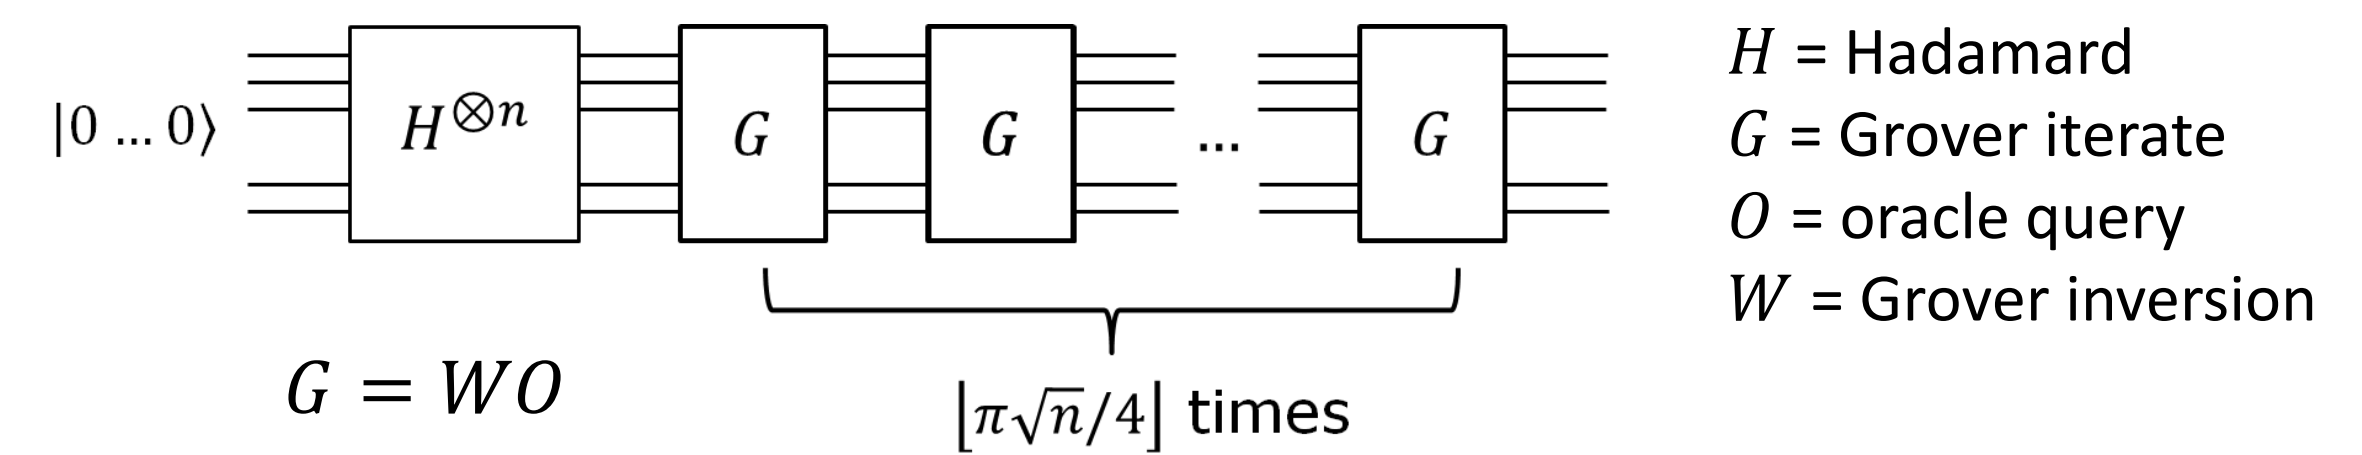 |0 ... 0⟩
H^{⊗n}
G
G
...
G
H = Hadamard
G = Grover iterate
O = oracle query
W = Grover inversion
G = WO
⌊π√n/4⌋ times